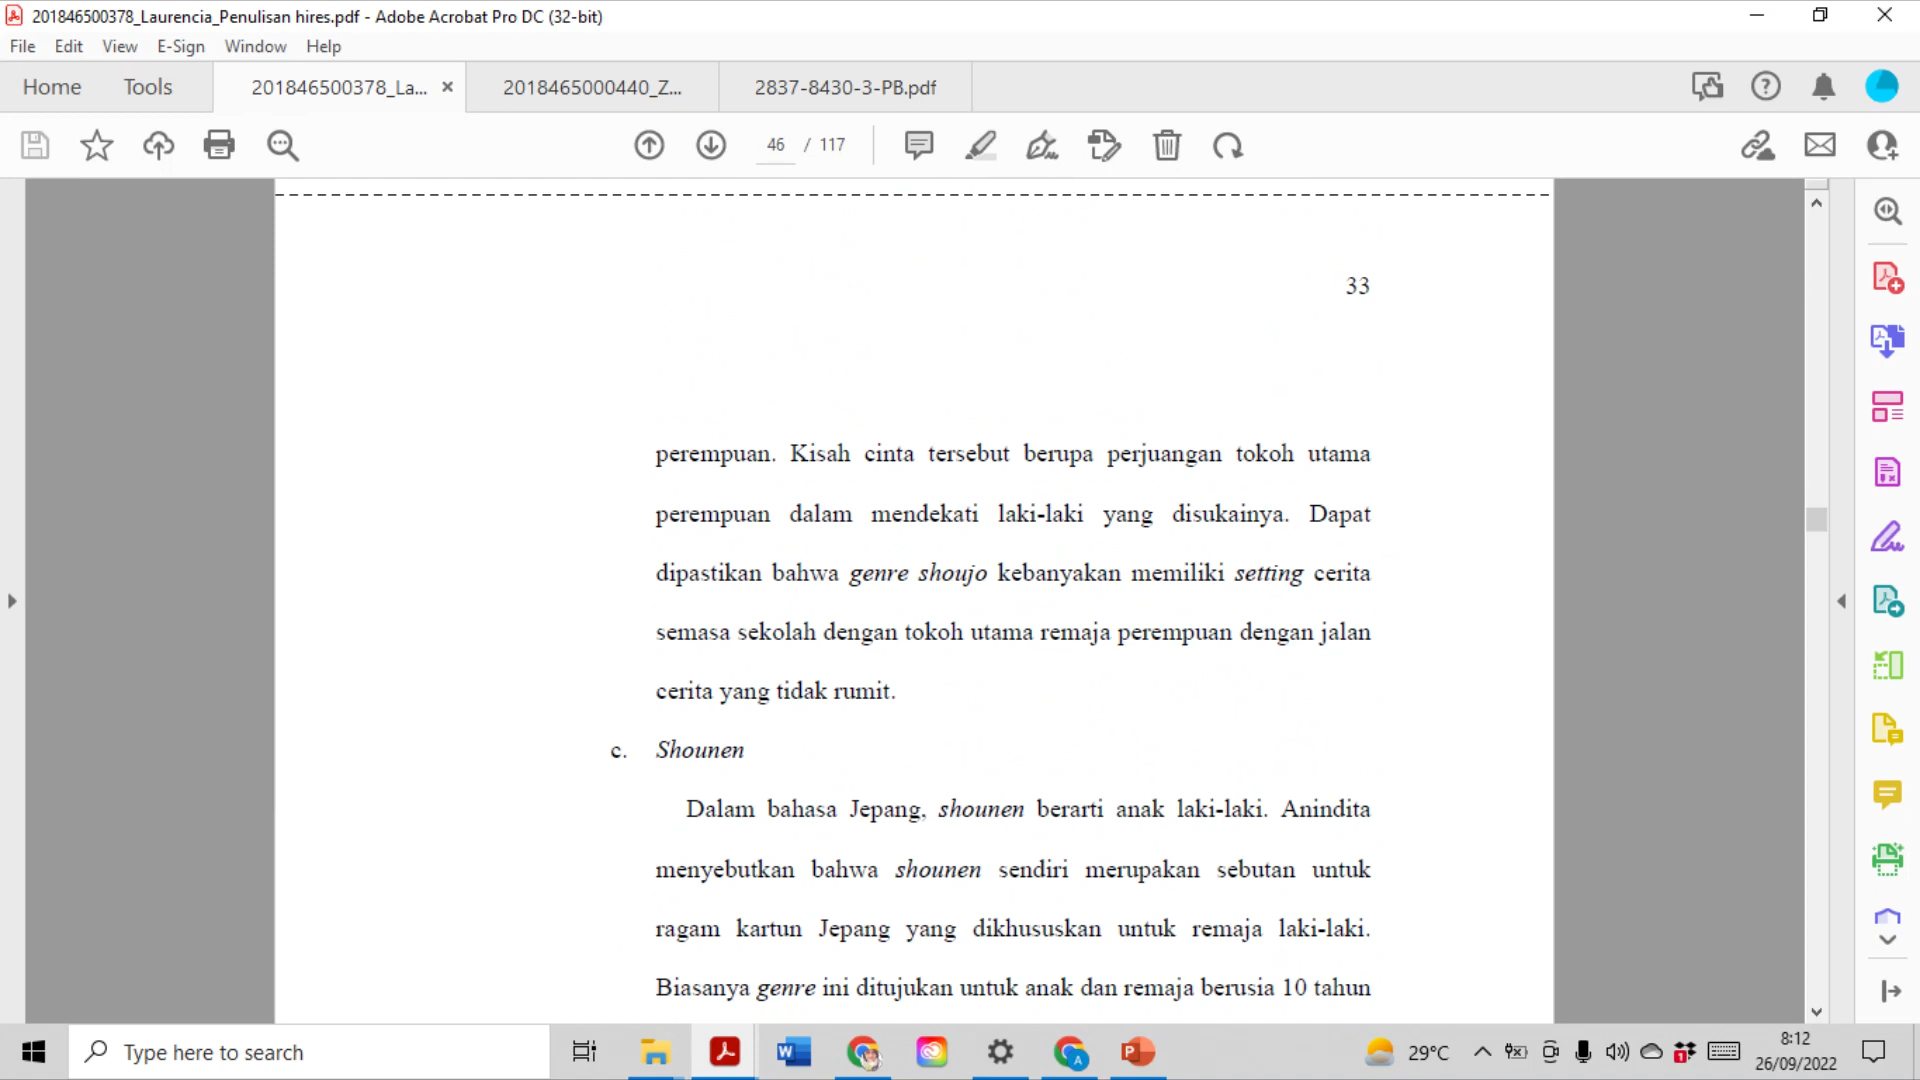 201846500378_Laurencia_Penulisan hires.pdf - Adobe Acrobat Pro DC (32-bit)
File Edit View E-Sign Window Help
Home Tools 201846500378_La... 2018465000440_Z... 2837-8430-3-PB.pdf
46 / 117
33
perempuan. Kisah cinta tersebut berupa perjuangan tokoh utama
perempuan dalam mendekati laki-laki yang disukainya. Dapat
dipastikan bahwa genre shoujo kebanyakan memiliki setting cerita
semasa sekolah dengan tokoh utama remaja perempuan dengan jalan
cerita yang tidak rumit.
c. Shounen
Dalam bahasa Jepang, shounen berarti anak laki-laki. Anindita
menyebutkan bahwa shounen sendiri merupakan sebutan untuk
ragam kartun Jepang yang dikhususkan untuk remaja laki-laki.
Biasanya genre ini ditujukan untuk anak dan remaja berusia 10 tahun
Type here to search
29°C
8:12
26/09/2022